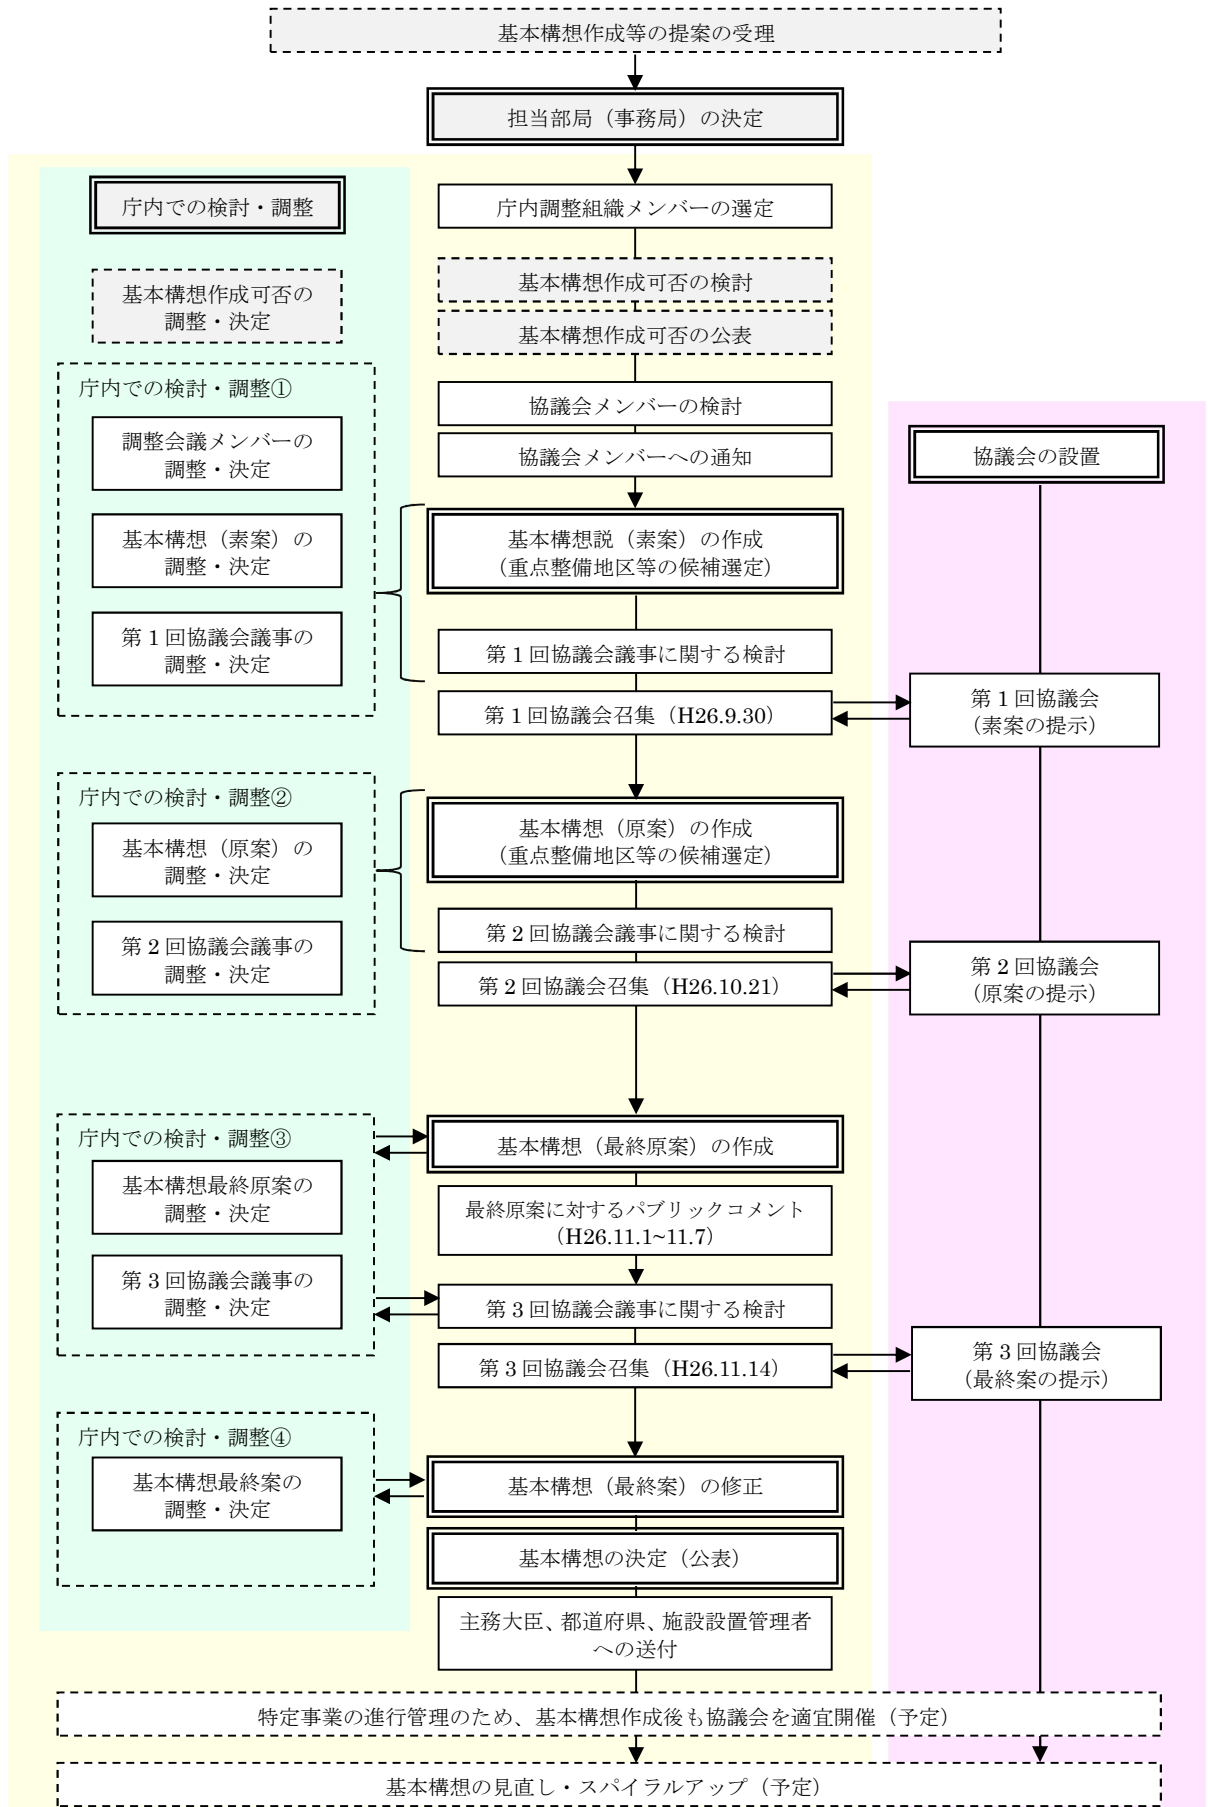 基本構想作成等の提案の受理
担当部局（事務局）の決定
庁内での検討・調整
庁内調整組織メンバーの選定
基本構想作成可否の
調整・決定
基本構想作成可否の検討
基本構想作成可否の公表
庁内での検討・調整①
調整会議メンバーの
調整・決定
基本構想（素案）の
調整・決定
第 1 回協議会議事の
調整・決定
協議会メンバーの検討
協議会メンバーへの通知
協議会の設置
基本構想説（素案）の作成
（重点整備地区等の候補選定）
第 1 回協議会議事に関する検討
第 1 回協議会召集（H26.9.30）
第 1 回協議会
（素案の提示）
庁内での検討・調整②
基本構想（原案）の
調整・決定
第 2 回協議会議事の
調整・決定
基本構想（原案）の作成
（重点整備地区等の候補選定）
第 2 回協議会議事に関する検討
第 2 回協議会召集（H26.10.21）
第 2 回協議会
（原案の提示）
庁内での検討・調整③
基本構想最終原案の
調整・決定
第 3 回協議会議事の
調整・決定
基本構想（最終原案）の作成
最終原案に対するパブリックコメント
（H26.11.1~11.7）
第 3 回協議会議事に関する検討
第 3 回協議会召集（H26.11.14）
第 3 回協議会
（最終案の提示）
庁内での検討・調整④
基本構想最終案の
調整・決定
基本構想（最終案）の修正
基本構想の決定（公表）
主務大臣、都道府県、施設設置管理者
への送付
特定事業の進行管理のため、基本構想作成後も協議会を適宜開催（予定）
基本構想の見直し・スパイラルアップ（予定）